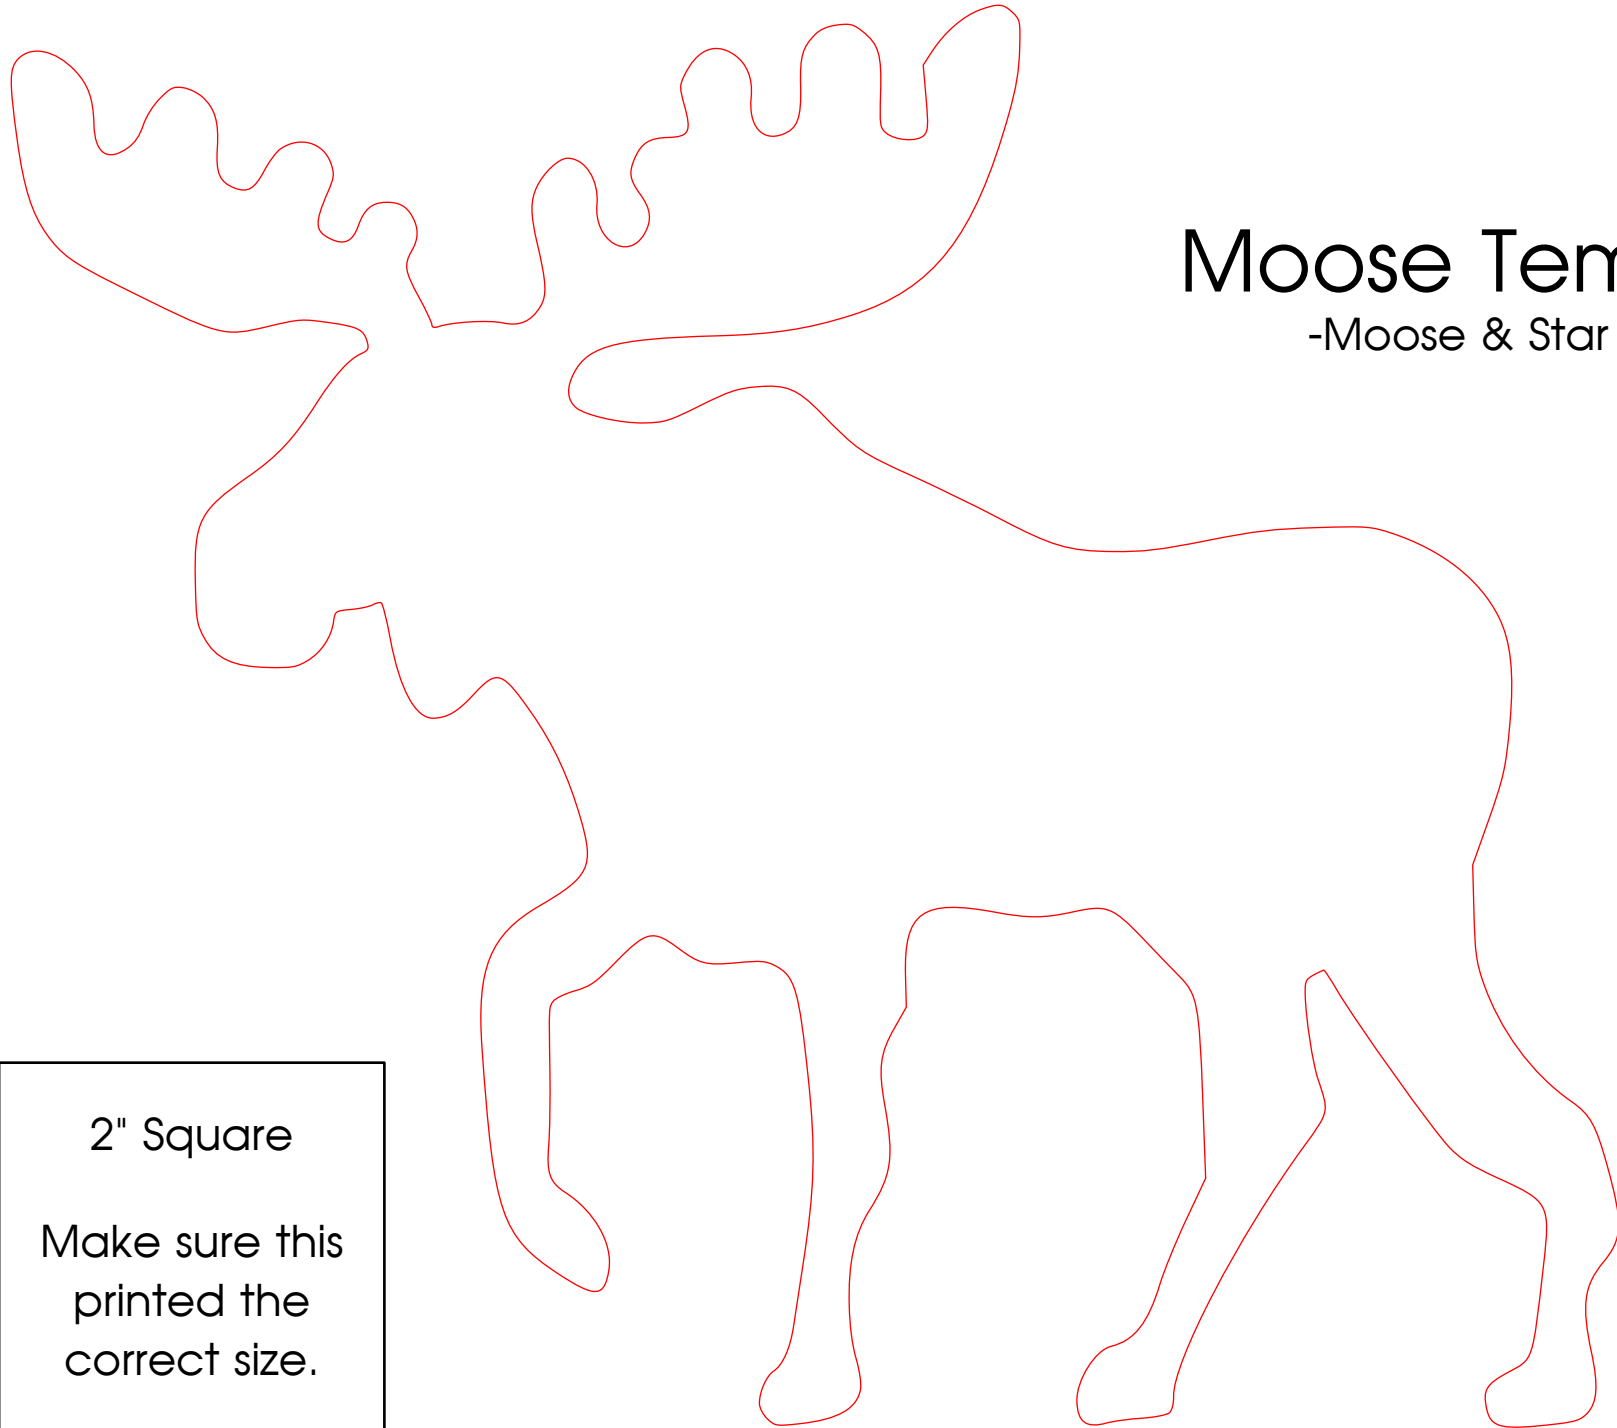 Moose Tem
-Moose & Star
2" Square
Make sure this
printed the
correct size.